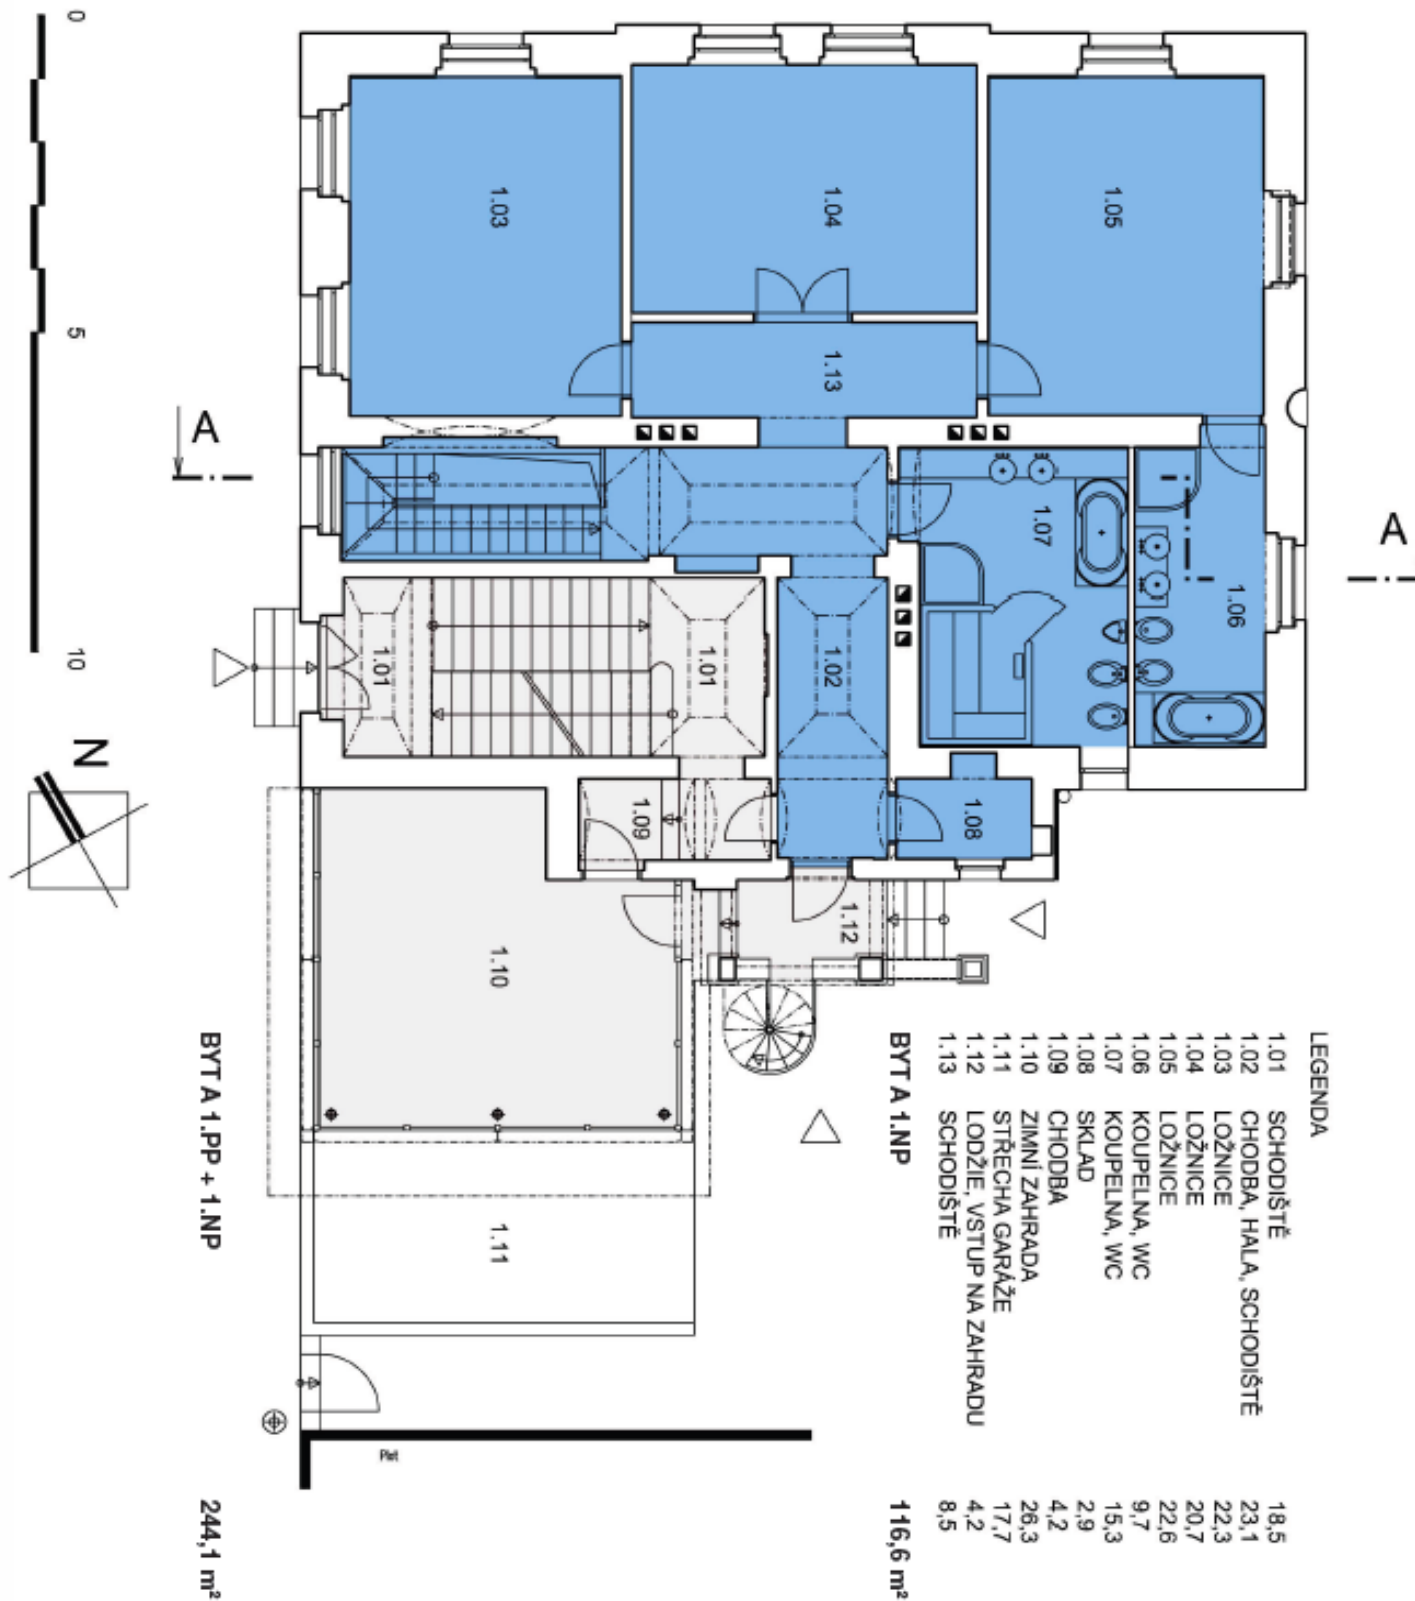 LEGENDA
1.01 SCHODIŠTĚ 18,5
1.02 CHODBA, HALA, SCHODIŠTĚ 23,1
1.03 LOŽNICE 22,3
1.04 LOŽNICE 20,7
1.05 LOŽNICE 22,6
1.06 KOUPELNA, WC 9,7
1.07 KOUPELNA, WC 15,3
1.08 SKLAD 2,9
1.09 CHODBA 4,2
1.10 ZIMNÍ ZAHRADA 26,3
1.11 STŘECHA GARÁŽE 17,7
1.12 LODŽIE, VSTUP NA ZAHRADU 4,2
1.13 SCHODIŠTĚ 8,5
BYT A 1.NP 116,6 m²
BYT A 1.PP + 1.NP 244,1 m²
1.03
1.04
1.05
1.13
1.07
1.06
1.01
1.01
1.02
1.09
1.08
1.12
1.10
1.11
A
A
0
5
10
N
Plot